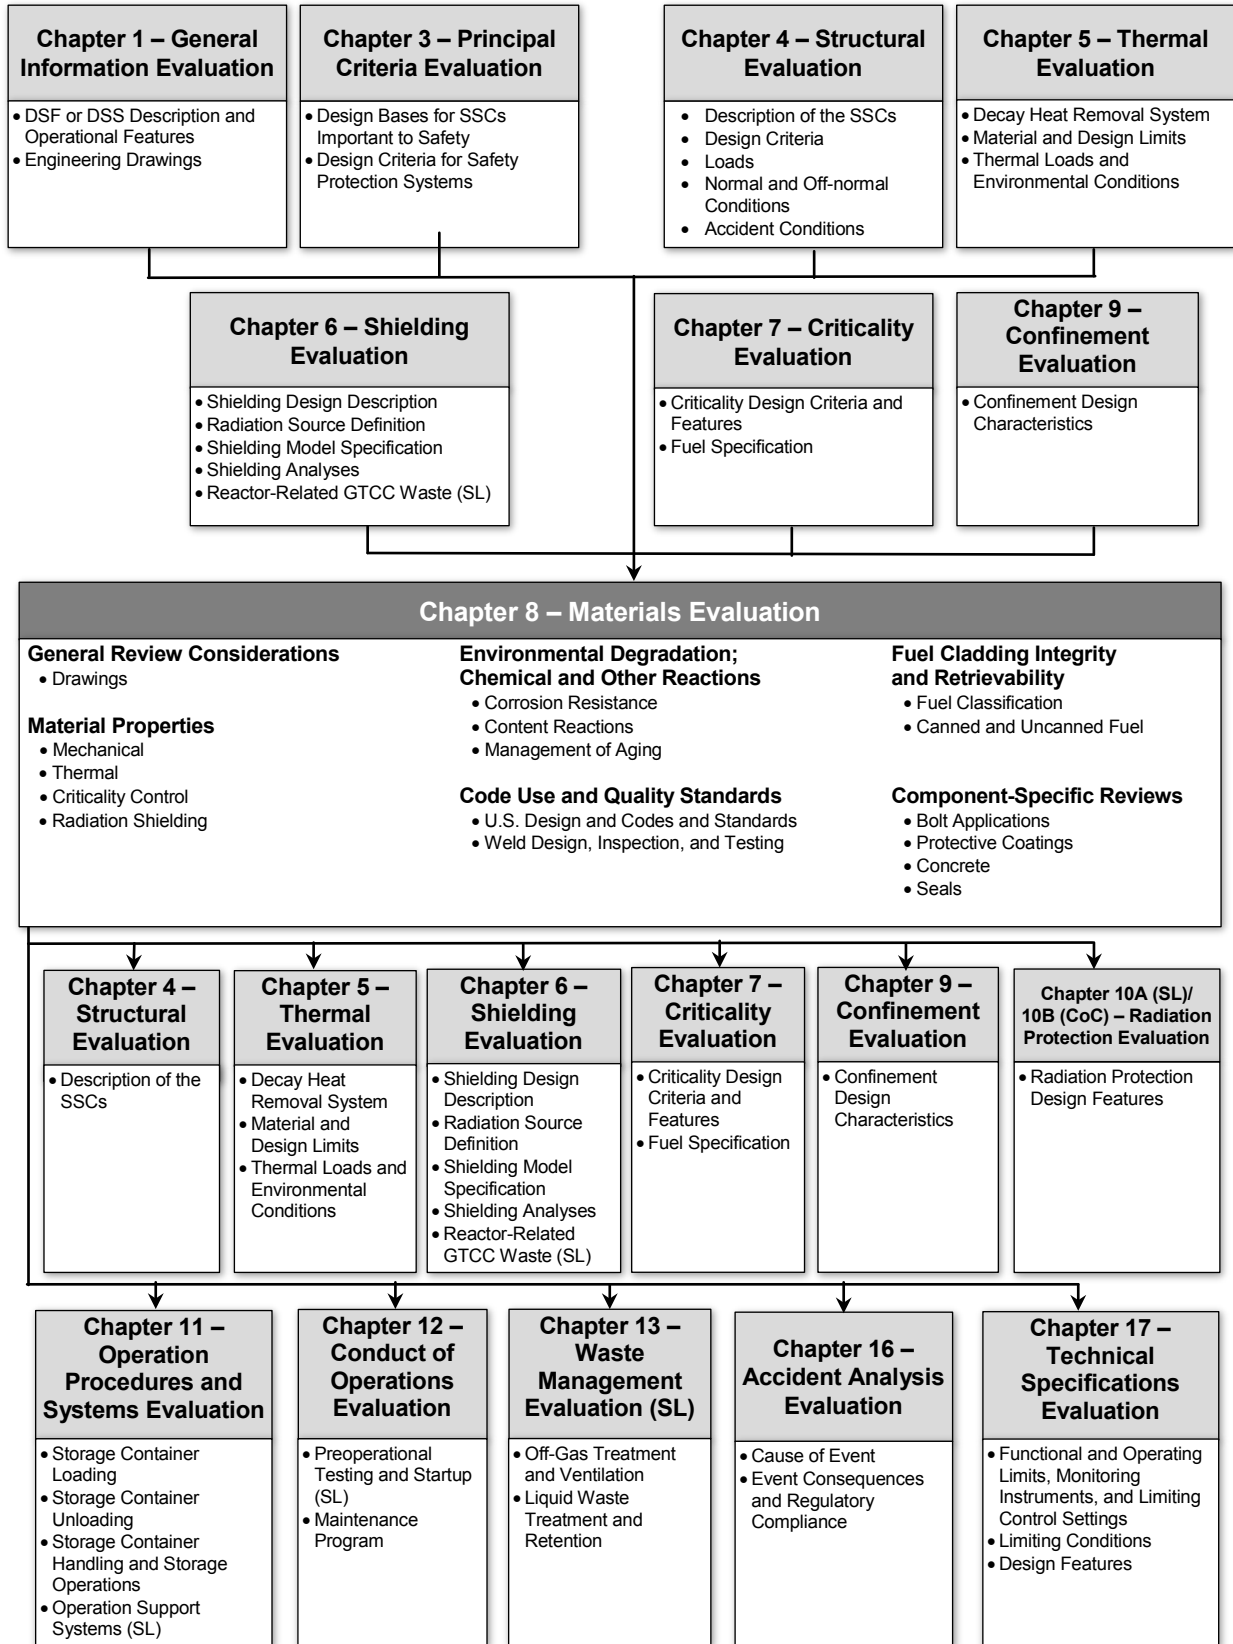 Chapter 1 – General
Information Evaluation
• DSF or DSS Description and
Operational Features
• Engineering Drawings
Chapter 3 – Principal
Criteria Evaluation
• Design Bases for SSCs
Important to Safety
• Design Criteria for Safety
Protection Systems
Chapter 4 – Structural
Evaluation
• Description of the SSCs
• Design Criteria
• Loads
• Normal and Off-normal
Conditions
• Accident Conditions
Chapter 5 – Thermal
Evaluation
• Decay Heat Removal System
• Material and Design Limits
• Thermal Loads and
Environmental Conditions
Chapter 6 – Shielding
Evaluation
• Shielding Design Description
• Radiation Source Definition
• Shielding Model Specification
• Shielding Analyses
• Reactor-Related GTCC Waste (SL)
Chapter 7 – Criticality
Evaluation
• Criticality Design Criteria and
Features
• Fuel Specification
Chapter 9 –
Confinement
Evaluation
• Confinement Design
Characteristics
Chapter 8 – Materials Evaluation
General Review Considerations
• Drawings
Material Properties
• Mechanical
• Thermal
• Criticality Control
• Radiation Shielding
Environmental Degradation;
Chemical and Other Reactions
• Corrosion Resistance
• Content Reactions
• Management of Aging
Code Use and Quality Standards
• U.S. Design and Codes and Standards
• Weld Design, Inspection, and Testing
Fuel Cladding Integrity
and Retrievability
• Fuel Classification
• Canned and Uncanned Fuel
Component-Specific Reviews
• Bolt Applications
• Protective Coatings
• Concrete
• Seals
Chapter 4 –
Structural
Evaluation
• Description of the
SSCs
Chapter 5 –
Thermal
Evaluation
• Decay Heat
Removal System
• Material and
Design Limits
• Thermal Loads and
Environmental
Conditions
Chapter 6 –
Shielding
Evaluation
• Shielding Design
Description
• Radiation Source
Definition
• Shielding Model
Specification
• Shielding Analyses
• Reactor-Related
GTCC Waste (SL)
Chapter 7 –
Criticality
Evaluation
• Criticality Design
Criteria and
Features
• Fuel Specification
Chapter 9 –
Confinement
Evaluation
• Confinement
Design
Characteristics
Chapter 10A (SL)/
10B (CoC) – Radiation
Protection Evaluation
• Radiation Protection
Design Features
Chapter 11 –
Operation
Procedures and
Systems Evaluation
• Storage Container
Loading
• Storage Container
Unloading
• Storage Container
Handling and Storage
Operations
• Operation Support
Systems (SL)
Chapter 12 –
Conduct of
Operations
Evaluation
• Preoperational
Testing and Startup
(SL)
• Maintenance
Program
Chapter 13 –
Waste
Management
Evaluation (SL)
• Off-Gas Treatment
and Ventilation
• Liquid Waste
Treatment and
Retention
Chapter 16 –
Accident Analysis
Evaluation
• Cause of Event
• Event Consequences
and Regulatory
Compliance
Chapter 17 –
Technical
Specifications
Evaluation
• Functional and Operating
Limits, Monitoring
Instruments, and Limiting
Control Settings
• Limiting Conditions
• Design Features